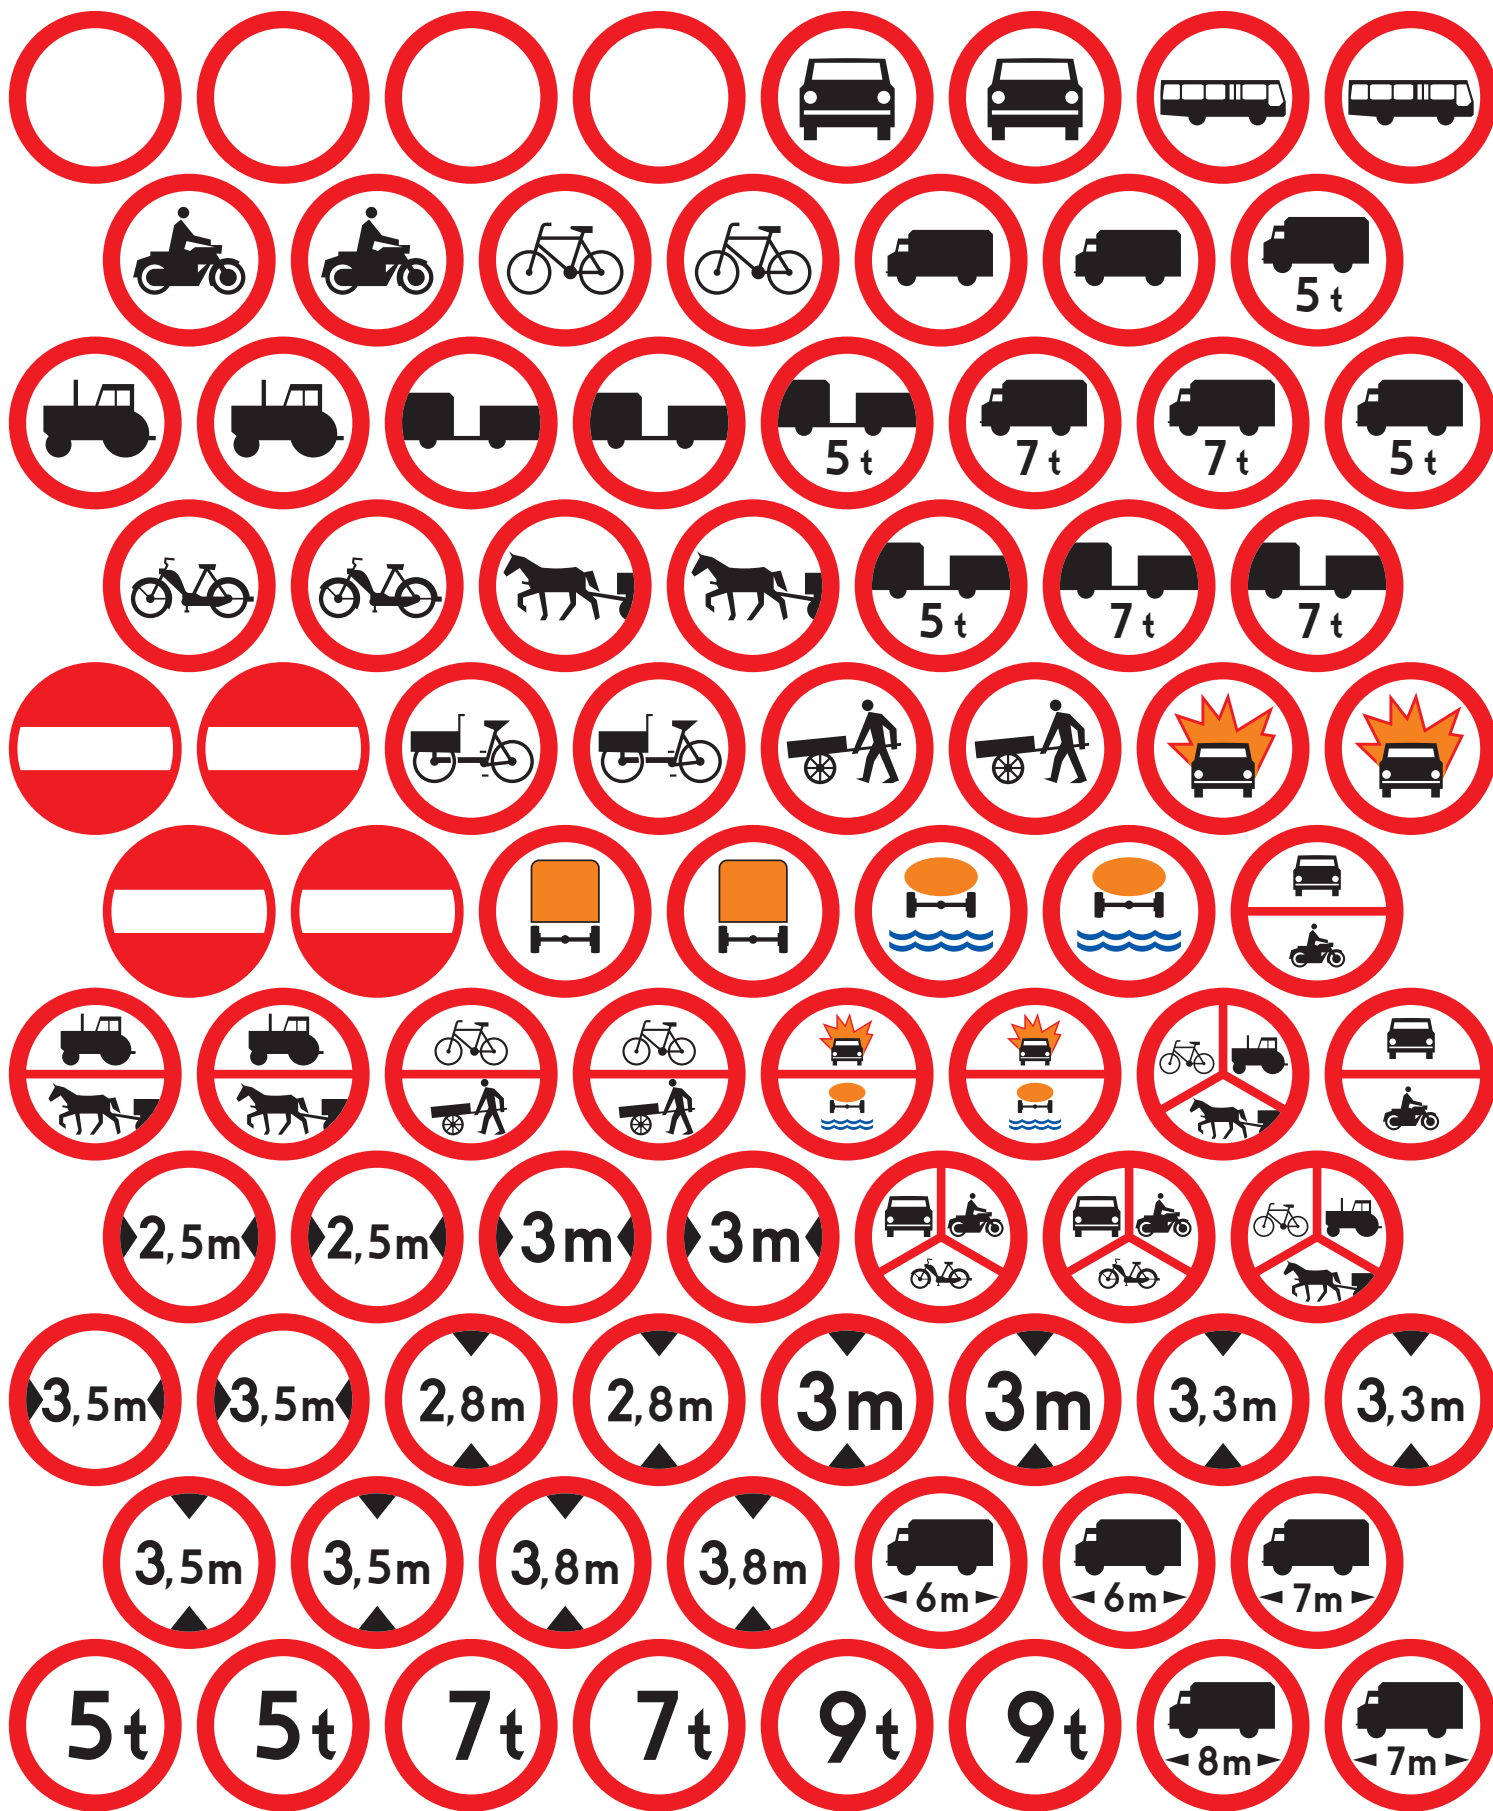 5 t
5 t 7 t 7 t 5 t
5 t 7 t 7 t
2,5m 2,5m 3m 3m
3,5m 3,5m 2,8m 2,8m 3m 3m 3,3m 3,3m
3,5m 3,5m 3,8m 3,8m 6m 6m 7m
5t 5t 7t 7t 9t 9t 8m 7m